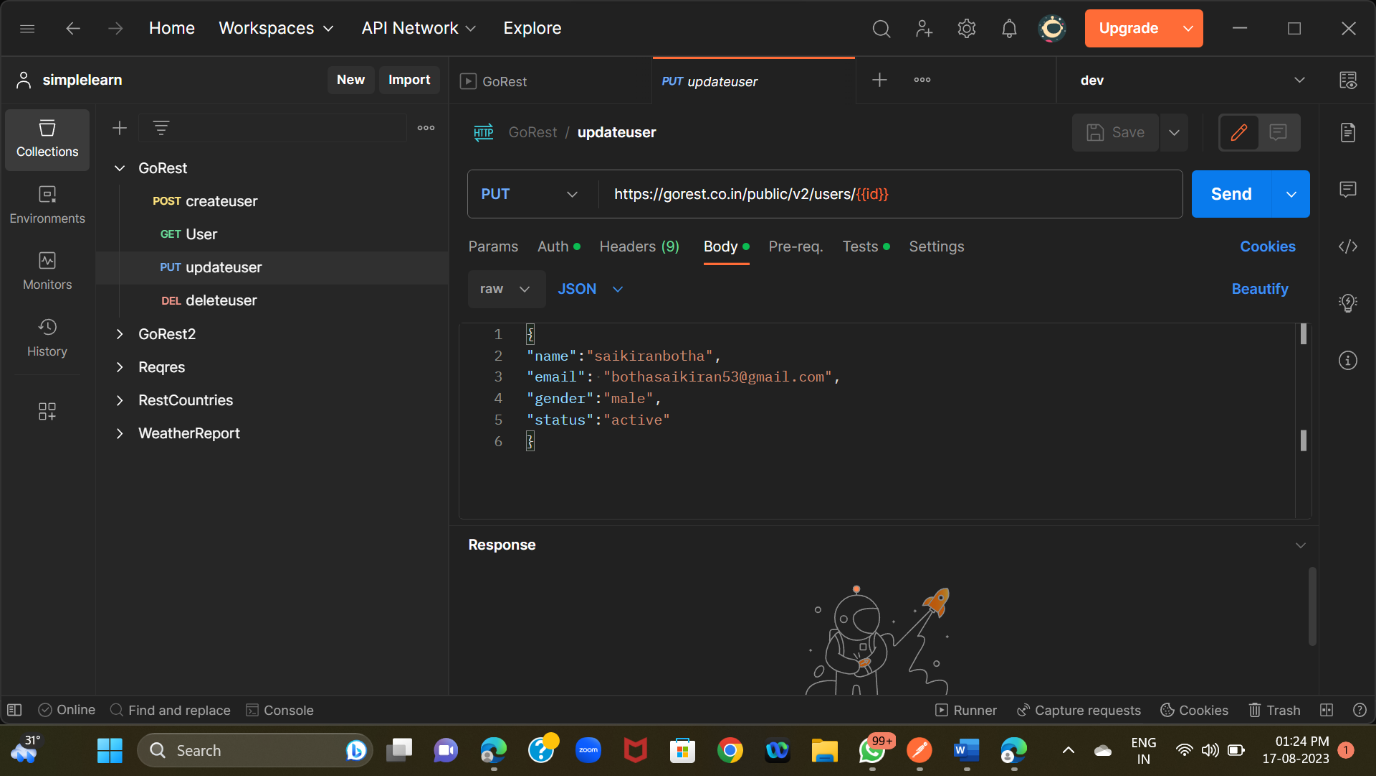 Home Workspaces API Network Explore Upgrade
simplelearn New Import GoRest PUT updateuser dev
Collections
Environments
Monitors
History
GoRest
POST createuser
GET User
PUT updateuser
DEL deleteuser
GoRest2
Reqres
RestCountries
WeatherReport
HTTP GoRest / updateuser Save
PUT https://gorest.co.in/public/v2/users/{{id}} Send
Params Auth Headers (9) Body Pre-req. Tests Settings Cookies
raw JSON Beautify
1 {
2 "name":"saikiranbotha",
3 "email": "bothasaikiran53@gmail.com",
4 "gender":"male",
5 "status":"active"
6 }
Response
Online Find and replace Console Runner Capture requests Cookies Trash
31° Search zoom 99+ ENG 01:24 PM 1
IN 17-08-2023